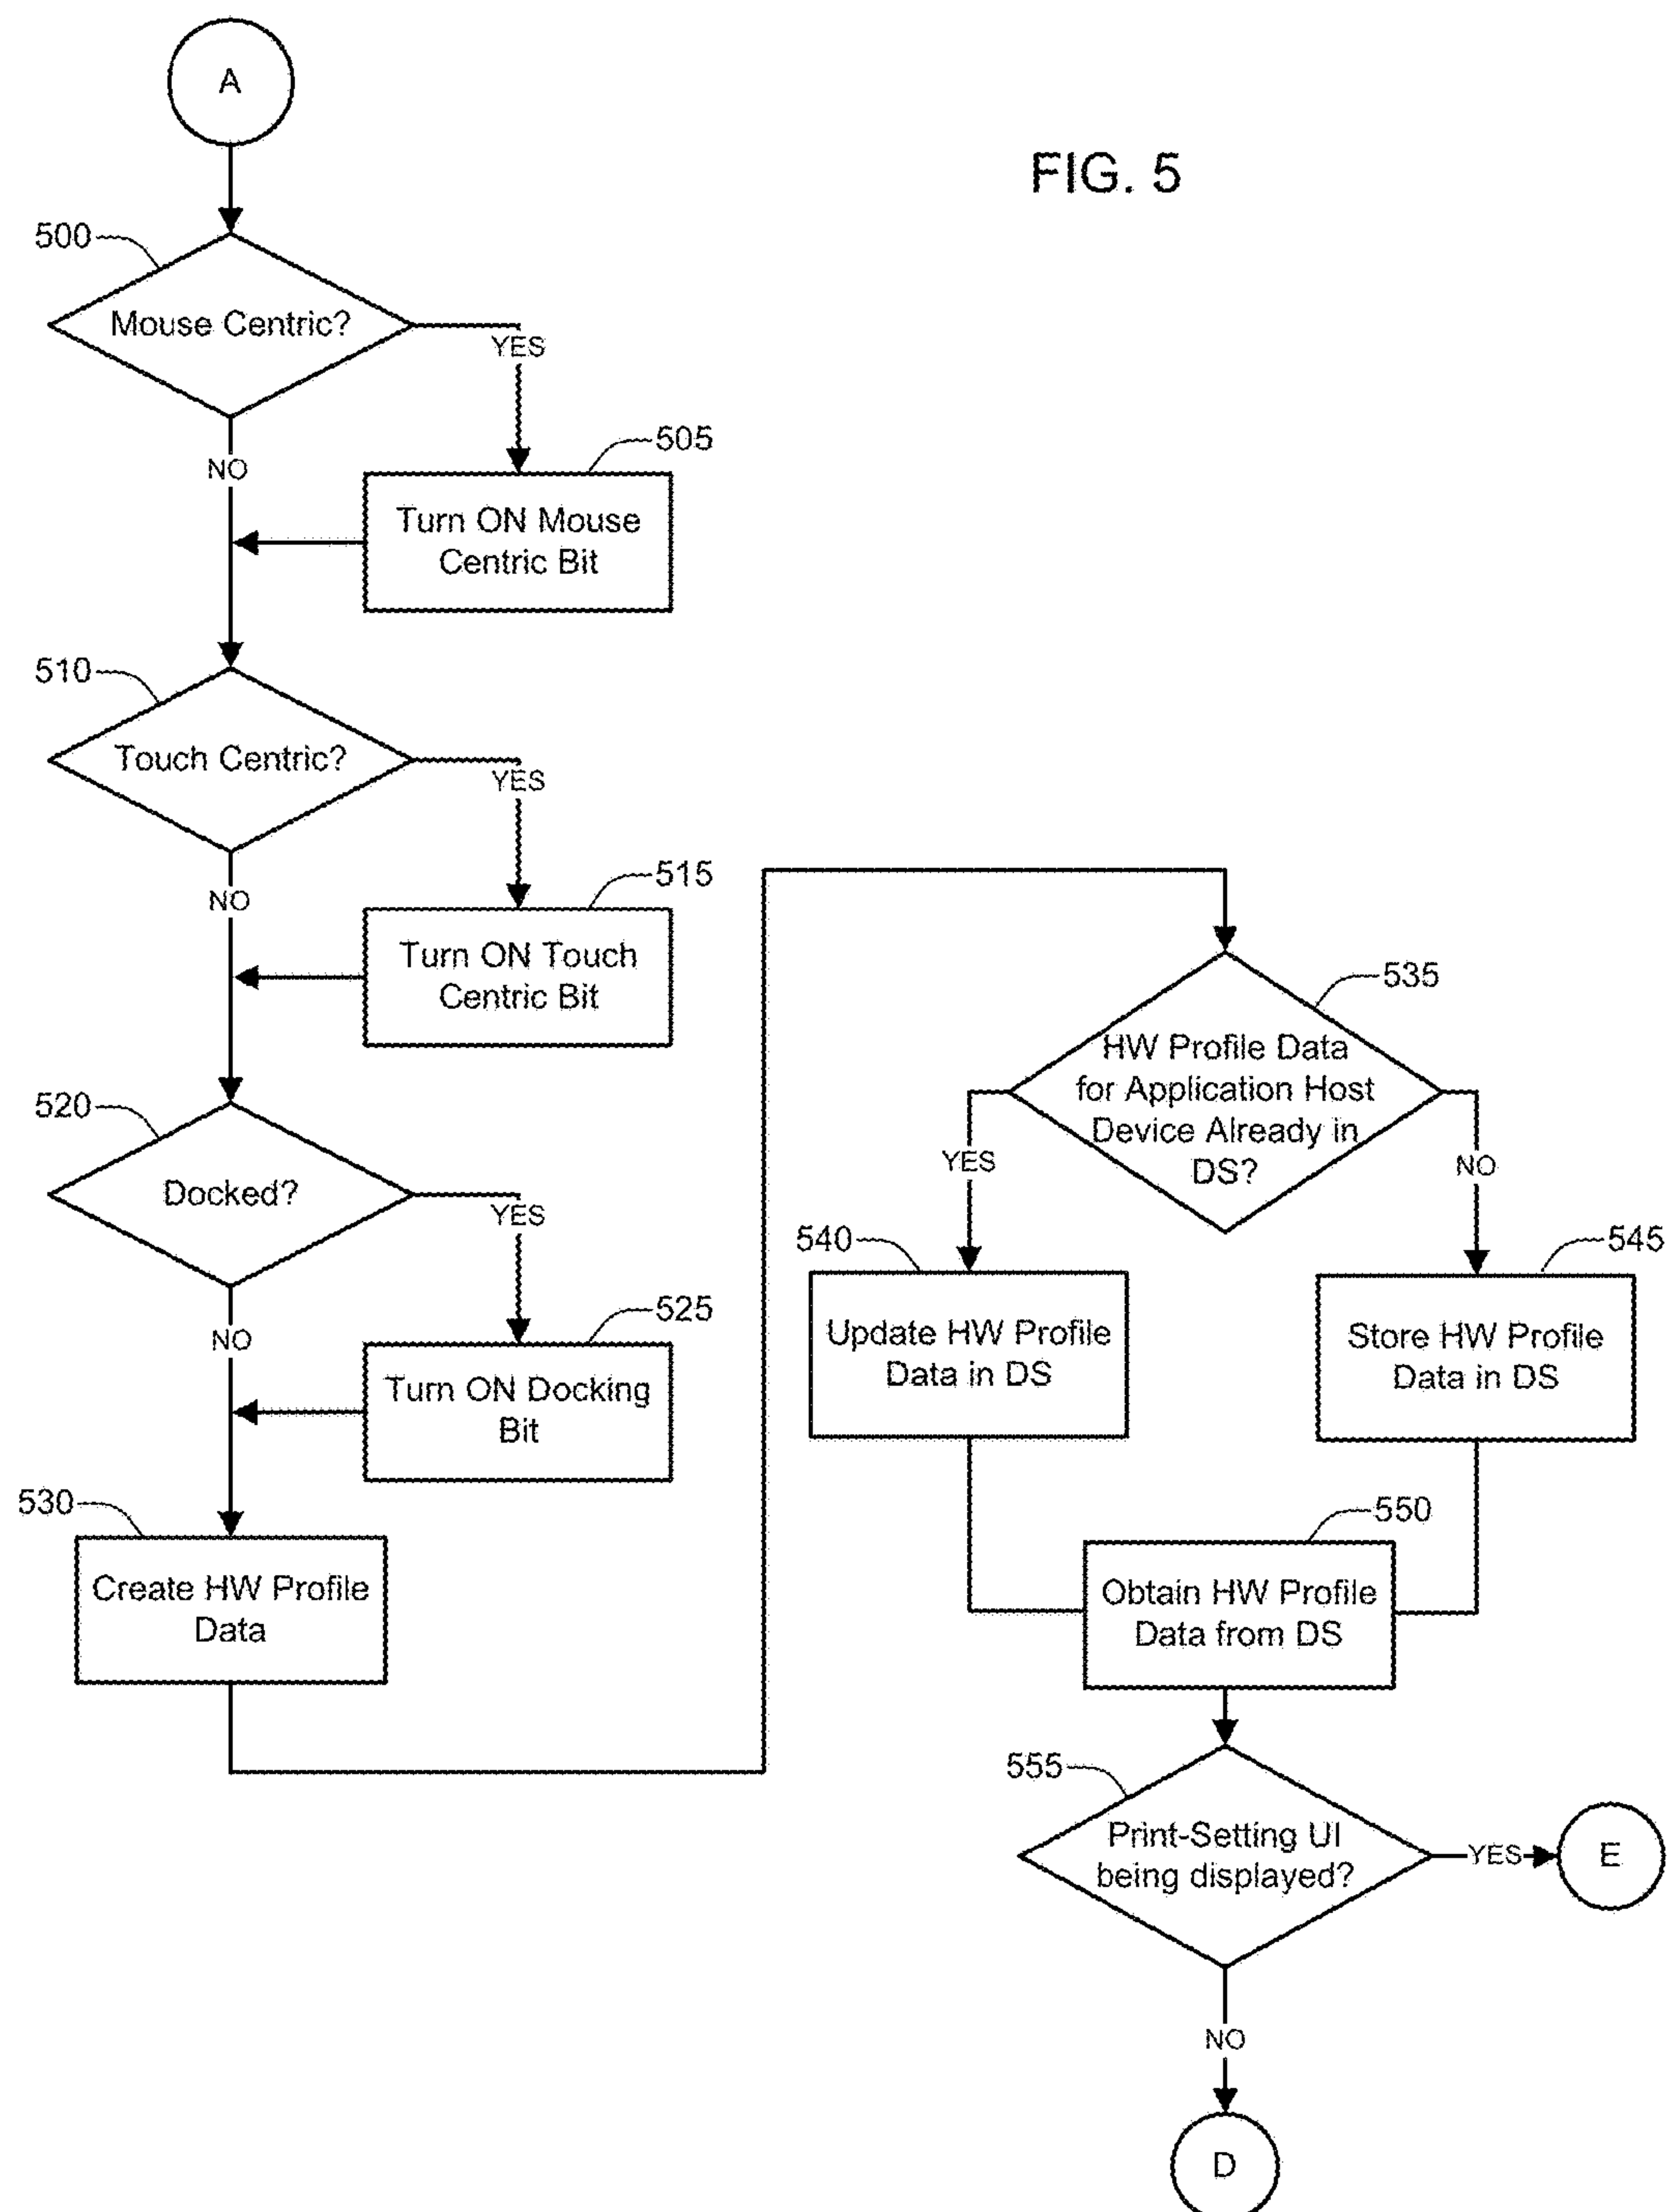 A
FIG. 5
500
Mouse Centric?
YES
NO
505
Turn ON Mouse
Centric Bit
510
Touch Centric?
YES
NO
515
Turn ON Touch
Centric Bit
520
Docked?
YES
NO
525
Turn ON Docking
Bit
530
Create HW Profile
Data
535
HW Profile Data
for Application Host
Device Already in
DS?
YES
NO
540
Update HW Profile
Data in DS
545
Store HW Profile
Data in DS
550
Obtain HW Profile
Data from DS
555
Print-Setting UI
being displayed?
YES
E
NO
D